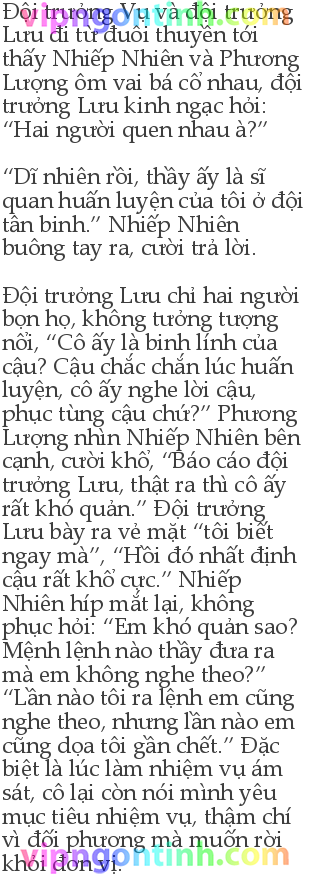 Đội trưởng Vu và đội trưởng
Lưu đi từ đuôi thuyền tới
thấy Nhiếp Nhiên và Phương
Lượng ôm vai bá cổ nhau, đội
trưởng Lưu kinh ngạc hỏi:
“Hai người quen nhau à?”
“Dĩ nhiên rồi, thầy ấy là sĩ
quan huấn luyện của tôi ở đội
tân binh.” Nhiếp Nhiên
buông tay ra, cười trả lời.
Đội trưởng Lưu chỉ hai người
bọn họ, không tưởng tượng
nổi, “Cô ấy là binh lính của
cậu? Cậu chắc chắn lúc huấn
luyện, cô ấy nghe lời cậu,
phục tùng cậu chứ?” Phương
Lượng nhìn Nhiếp Nhiên bên
cạnh, cười khổ, “Báo cáo đội
trưởng Lưu, thật ra thì cô ấy
rất khó quản.” Đội trưởng
Lưu bày ra vẻ mặt “tôi biết
ngay mà”, “Hồi đó nhất định
cậu rất khổ cực.” Nhiếp
Nhiên híp mắt lại, không
phục hỏi: “Em khó quản sao?
Mệnh lệnh nào thầy đưa ra
mà em không nghe theo?”
“Lần nào tôi ra lệnh em cũng
nghe theo, nhưng lần nào em
cũng dọa tôi gần chết.” Đặc
biệt là lúc làm nhiệm vụ ám
sát, cô lại còn nói mình yêu
mục tiêu nhiệm vụ, thậm chí
vì đối phương mà muốn rời
khỏi đơn vị.
vipngontinh.com